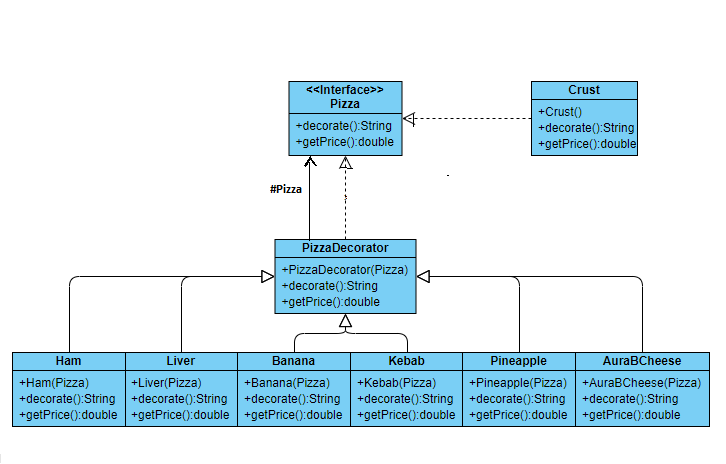 <<Interface>>
Pizza
+decorate():String
+getPrice():double
Crust
+Crust()
+decorate():String
+getPrice():double
#Pizza
PizzaDecorator
+PizzaDecorator(Pizza)
+decorate():String
+getPrice():double
Ham
+Ham(Pizza)
+decorate():String
+getPrice():double
Liver
+Liver(Pizza)
+decorate():String
+getPrice():double
Banana
+Banana(Pizza)
+decorate():String
+getPrice():double
Kebab
+Kebab(Pizza)
+decorate():String
+getPrice():double
Pineapple
+Pineapple(Pizza)
+decorate():String
+getPrice():double
AuraBCheese
+AuraBCheese(Pizza)
+decorate():String
+getPrice():double